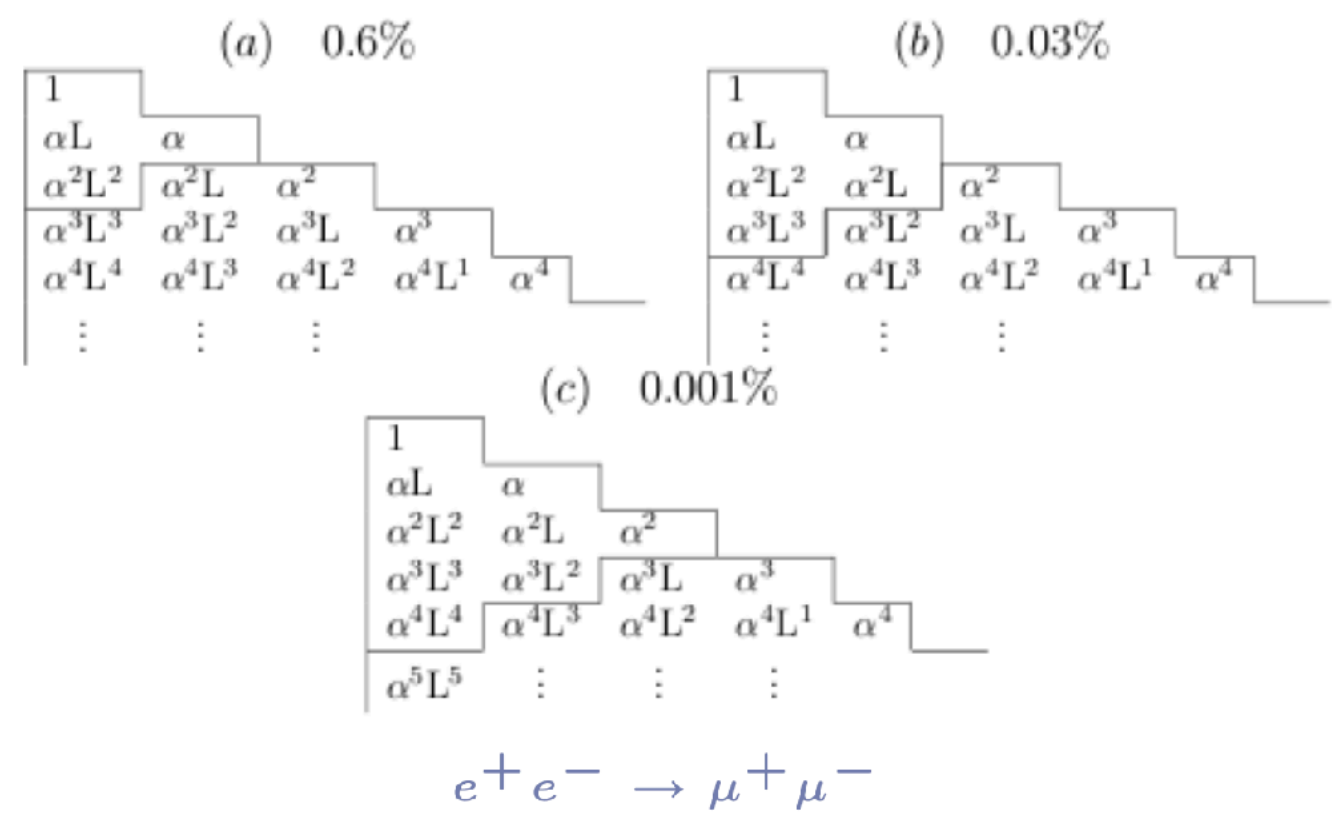 (a) 0.6%
1
αL α
α²L² α²L α²
α³L³ α³L² α³L α³
α⁴L⁴ α⁴L³ α⁴L² α⁴L¹ α⁴
⋮ ⋮ ⋮
(b) 0.03%
1
αL α
α²L² α²L α²
α³L³ α³L² α³L α³
α⁴L⁴ α⁴L³ α⁴L² α⁴L¹ α⁴
⋮ ⋮ ⋮
(c) 0.001%
1
αL α
α²L² α²L α²
α³L³ α³L² α³L α³
α⁴L⁴ α⁴L³ α⁴L² α⁴L¹ α⁴
α⁵L⁵ ⋮ ⋮ ⋮
e⁺e⁻ → μ⁺μ⁻